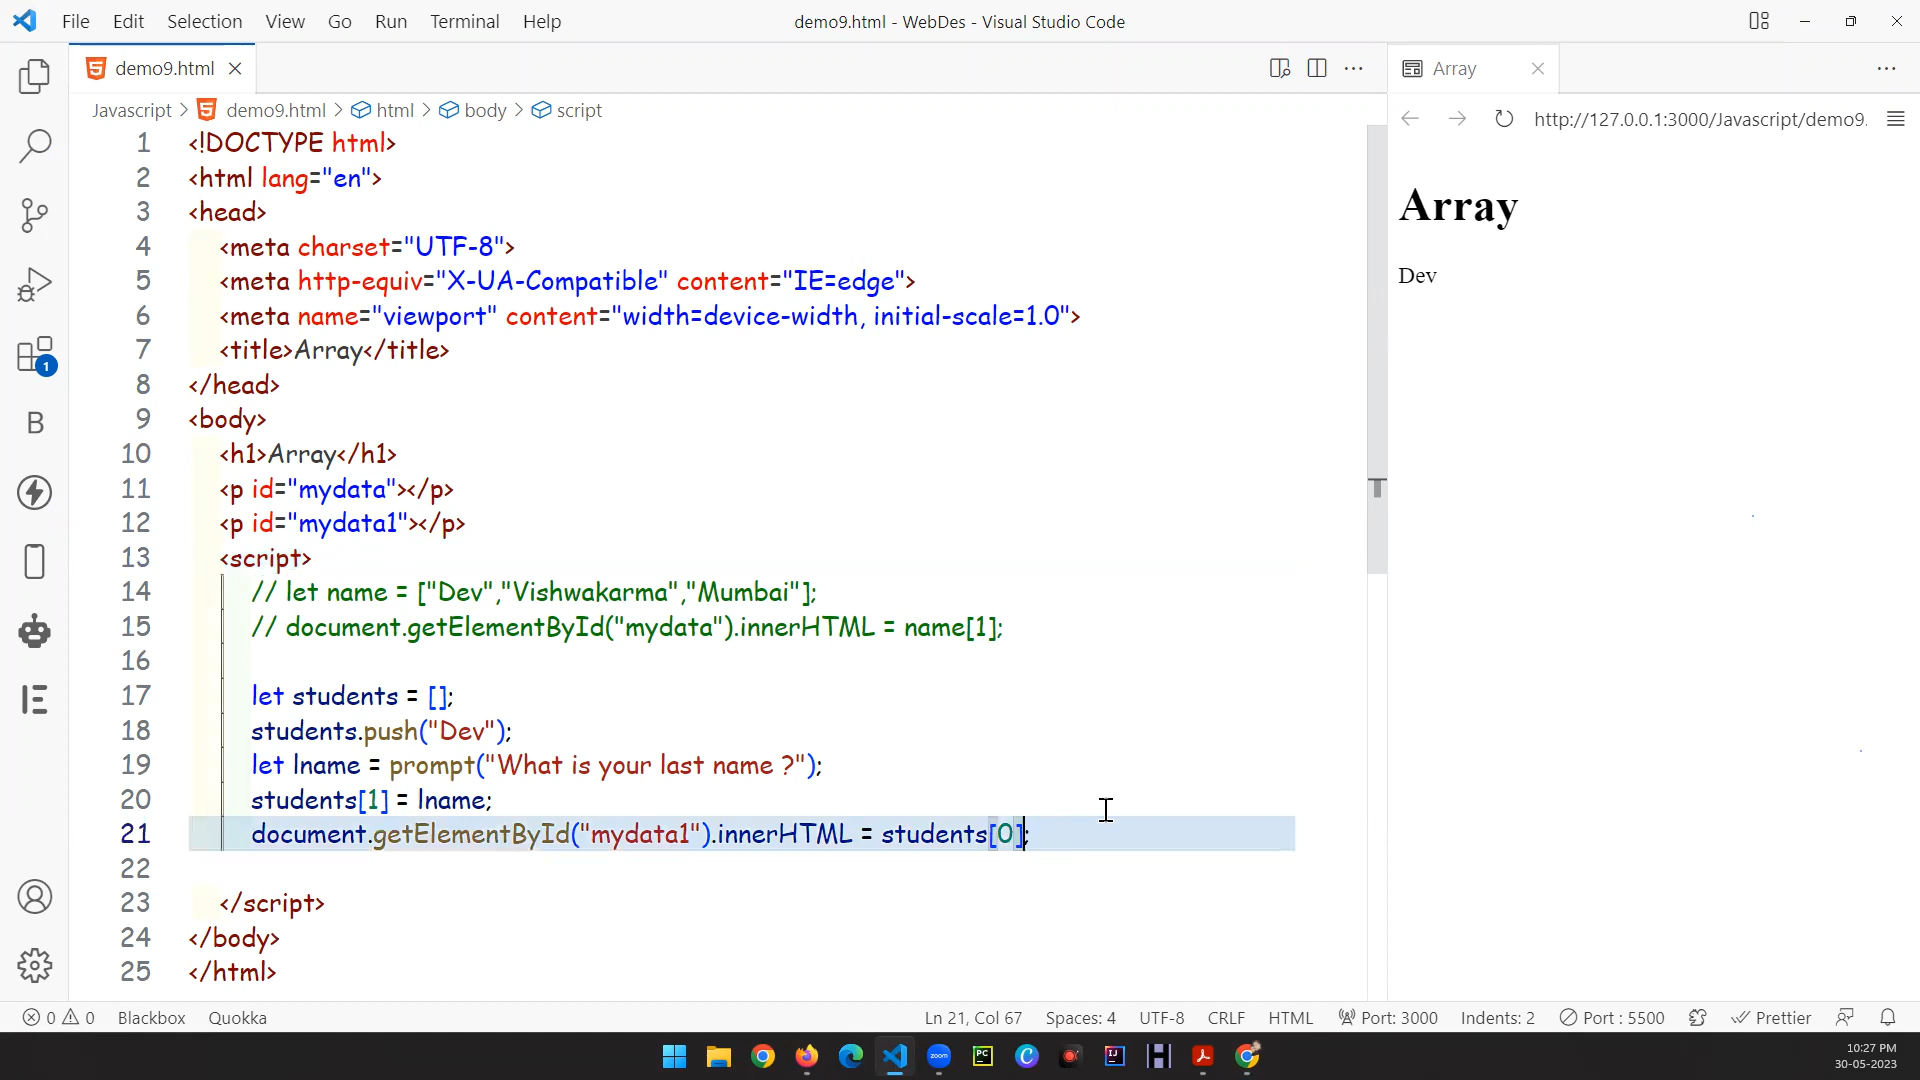 File Edit Selection View Go Run Terminal Help
demo9.html - WebDes - Visual Studio Code
demo9.html
Javascript > demo9.html > html > body > script
1 <!DOCTYPE html>
2 <html lang="en">
3 <head>
4 <meta charset="UTF-8">
5 <meta http-equiv="X-UA-Compatible" content="IE=edge">
6 <meta name="viewport" content="width=device-width, initial-scale=1.0">
7 <title>Array</title>
8 </head>
9 <body>
10 <h1>Array</h1>
11 <p id="mydata"></p>
12 <p id="mydata1"></p>
13 <script>
14 // let name = ["Dev","Vishwakarma","Mumbai"];
15 // document.getElementById("mydata").innerHTML = name[1];
16
17 let students = [];
18 students.push("Dev");
19 let lname = prompt("What is your last name ?");
20 students[1] = lname;
21 document.getElementById("mydata1").innerHTML = students[0];
22
23 </script>
24 </body>
25 </html>
Array
http://127.0.0.1:3000/Javascript/demo9.
Array
Dev
1
B
0 0 Blackbox Quokka
Ln 21, Col 67 Spaces: 4 UTF-8 CRLF HTML Port: 3000 Indents: 2 Port : 5500 Prettier
zoom
PC
C
IJ
H
10:27 PM
30-05-2023